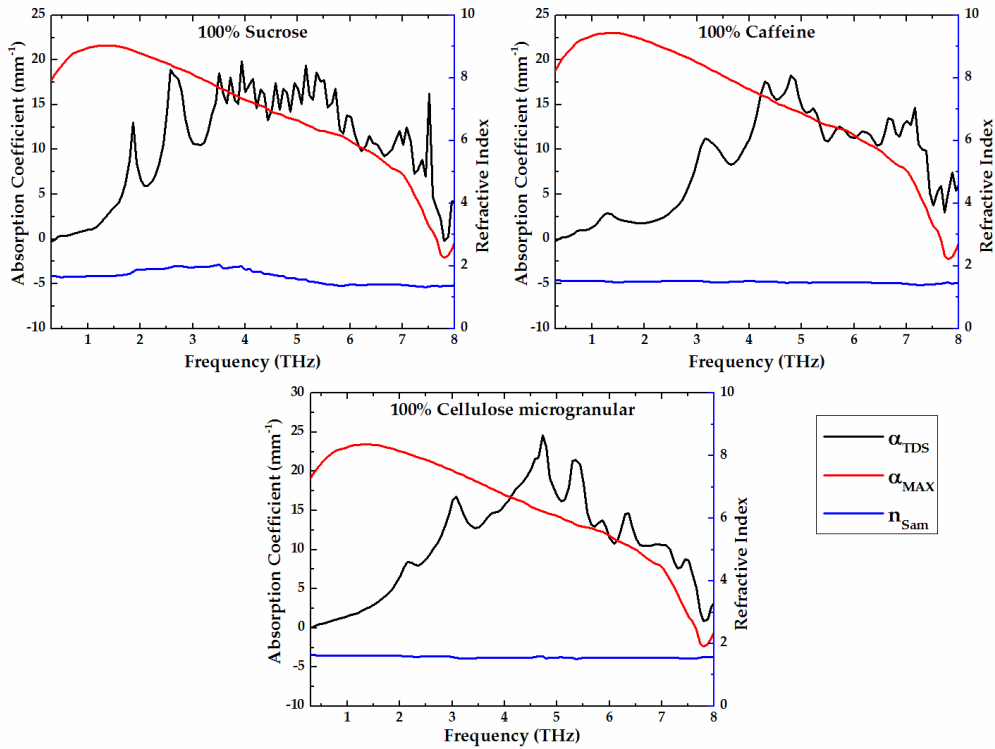 100% Sucrose
Absorption Coefficient (mm⁻¹)
25
20
15
10
5
0
-5
-10
1 2 3 4 5 6 7 8
Frequency (THz)
10
8
6
4
2
0
Refractive Index
100% Caffeine
Absorption Coefficient (mm⁻¹)
25
20
15
10
5
0
-5
-10
1 2 3 4 5 6 7 8
Frequency (THz)
10
8
6
4
2
0
Refractive Index
100% Cellulose microgranular
Absorption Coefficient (mm⁻¹)
30
25
20
15
10
5
0
-5
-10
1 2 3 4 5 6 7 8
Frequency (THz)
10
8
6
4
2
0
Refractive Index
α_TDS
α_MAX
n_Sam